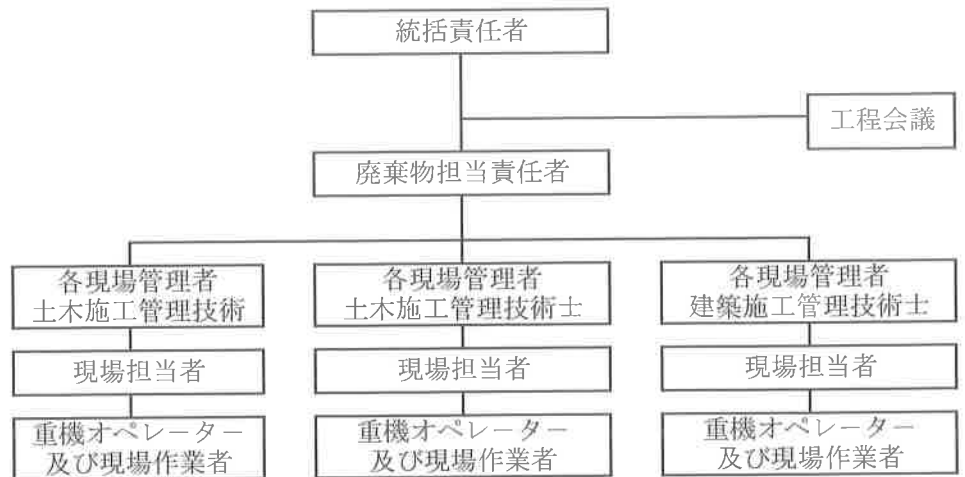 統括責任者
工程会議
廃棄物担当責任者
各現場管理者
土木施工管理技術
各現場管理者
土木施工管理技術士
各現場管理者
建築施工管理技術士
現場担当者
現場担当者
現場担当者
重機オペレーター
及び現場作業者
重機オペレーター
及び現場作業者
重機オペレーター
及び現場作業者